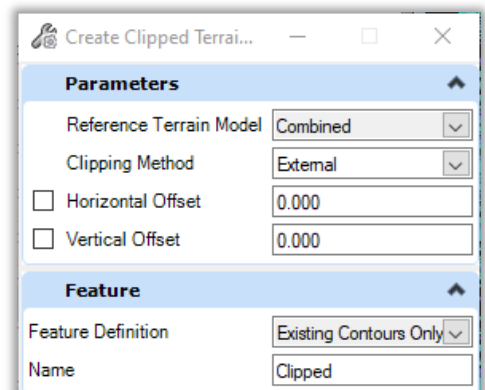 Create Clipped Terrai...
Parameters
Reference Terrain Model Combined
Clipping Method External
Horizontal Offset 0.000
Vertical Offset 0.000
Feature
Feature Definition Existing Contours Only
Name Clipped